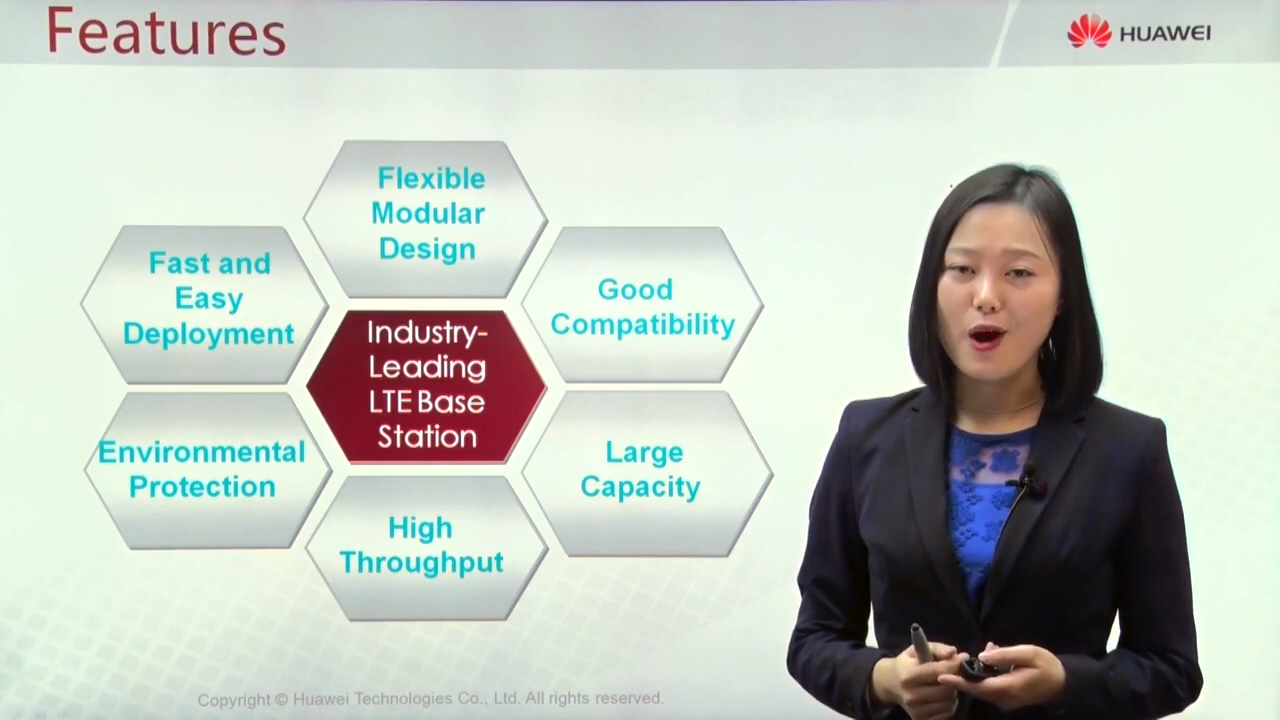 Features
HUAWEI
Flexible
Modular
Design
Fast and
Easy
Deployment
Good
Compatibility
Industry-
Leading
LTE Base
Station
Environmental
Protection
Large
Capacity
High
Throughput
Copyright © Huawei Technologies Co., Ltd. All rights reserved.